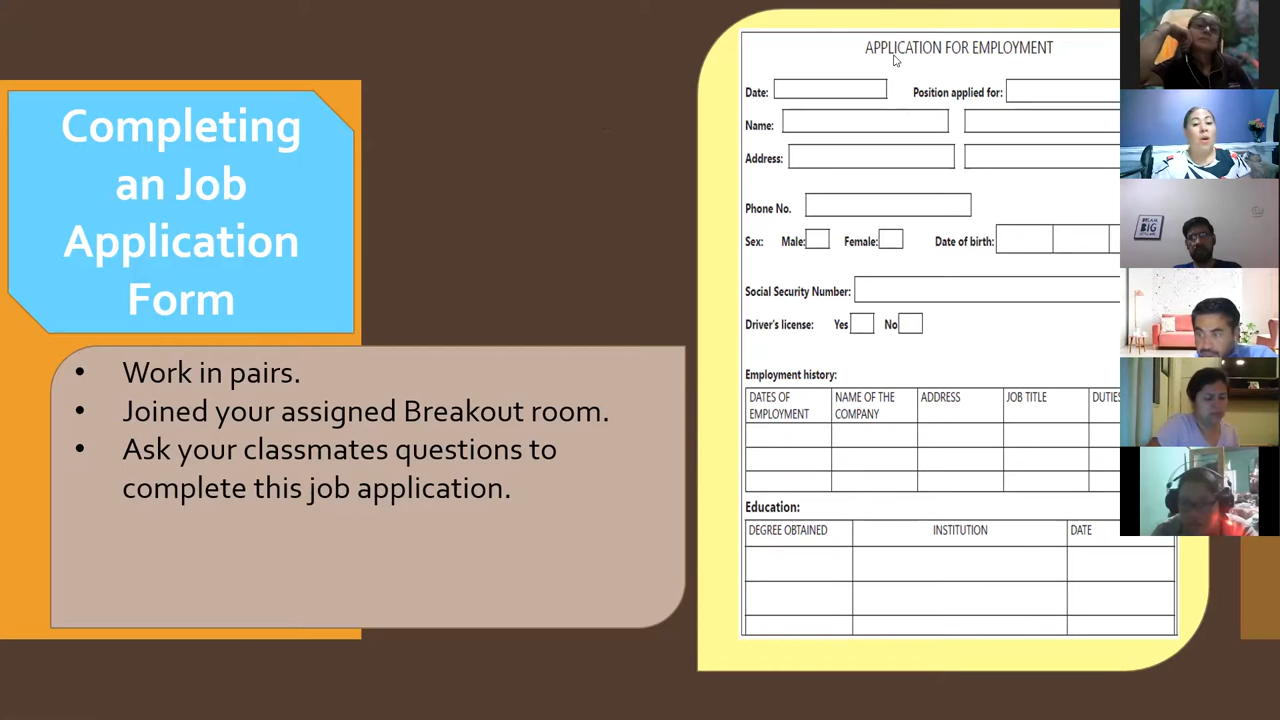 Completing
an Job
Application
Form
• Work in pairs.
• Joined your assigned Breakout room.
• Ask your classmates questions to
complete this job application.
APPLICATION FOR EMPLOYMENT
Date: Position applied for:
Name:
Address:
Phone No.
Sex: Male: Female: Date of birth:
Social Security Number:
Driver's license: Yes No
Employment history:
DATES OF EMPLOYMENT NAME OF THE COMPANY ADDRESS JOB TITLE DUTIES
Education:
DEGREE OBTAINED INSTITUTION DATE
DREAM
BIG